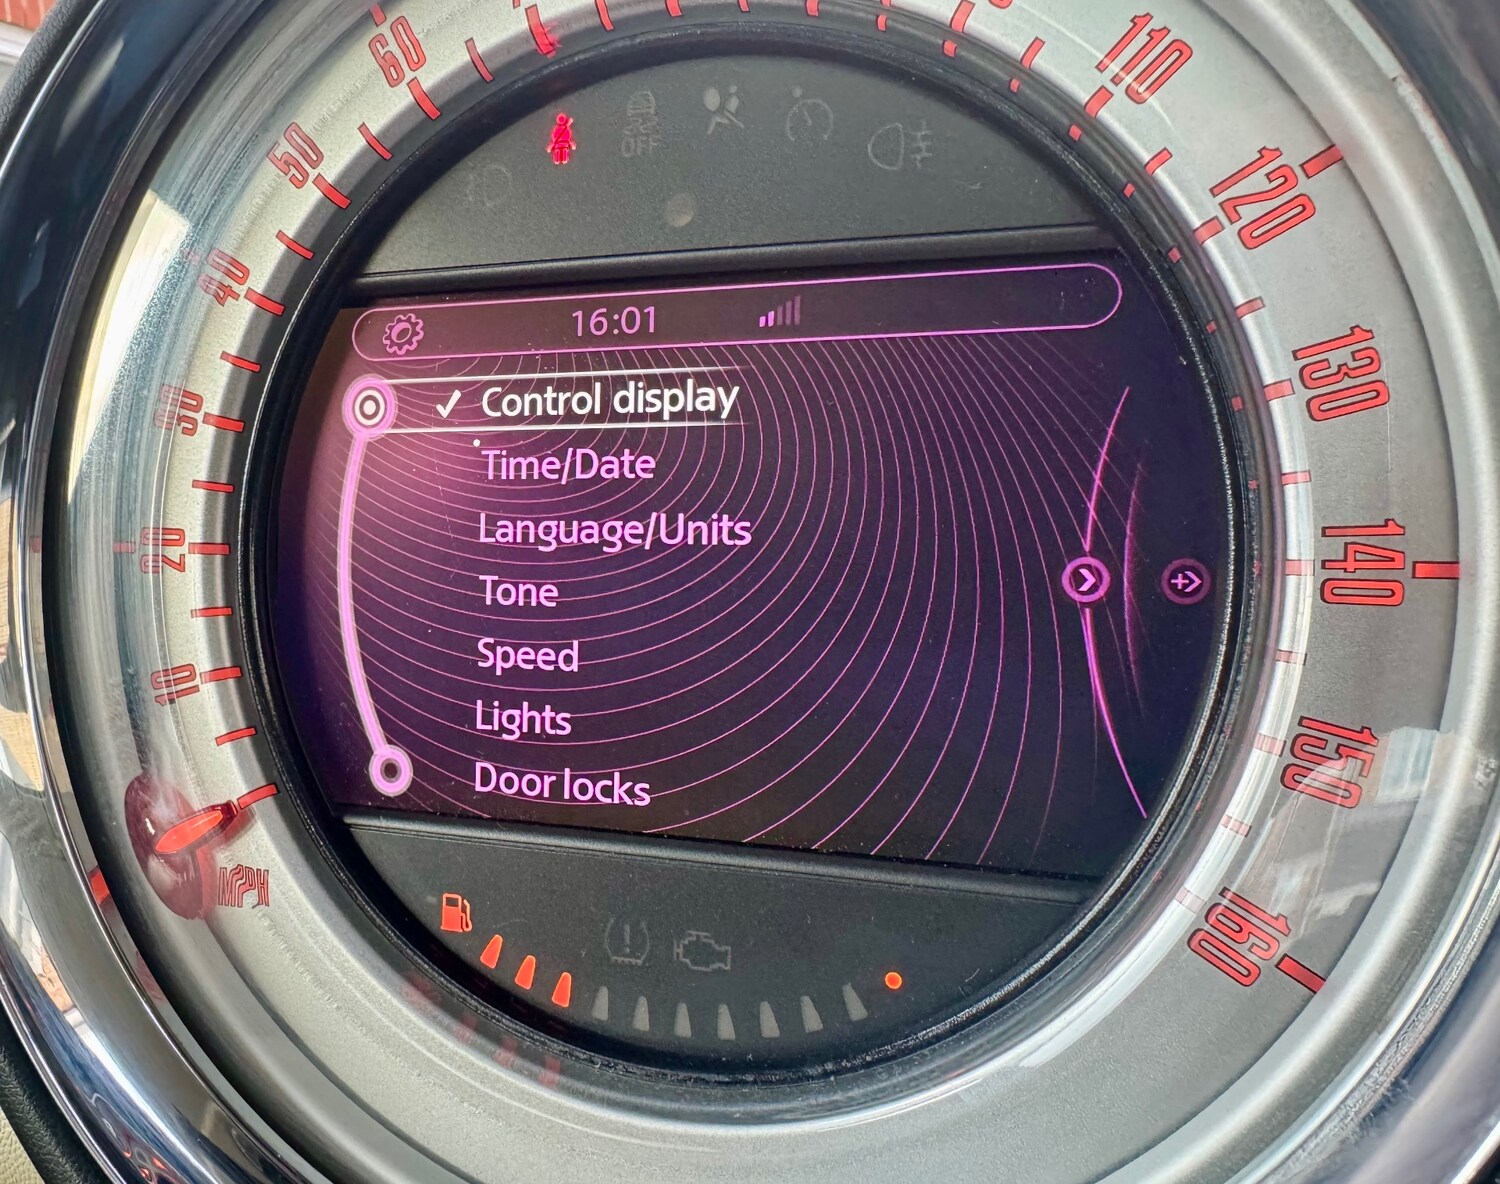 60
50
40
30
20
10
MPH
110
120
130
140
150
160
OFF
16:01
Control display
Time/Date
Language/Units
Tone
Speed
Lights
Door locks